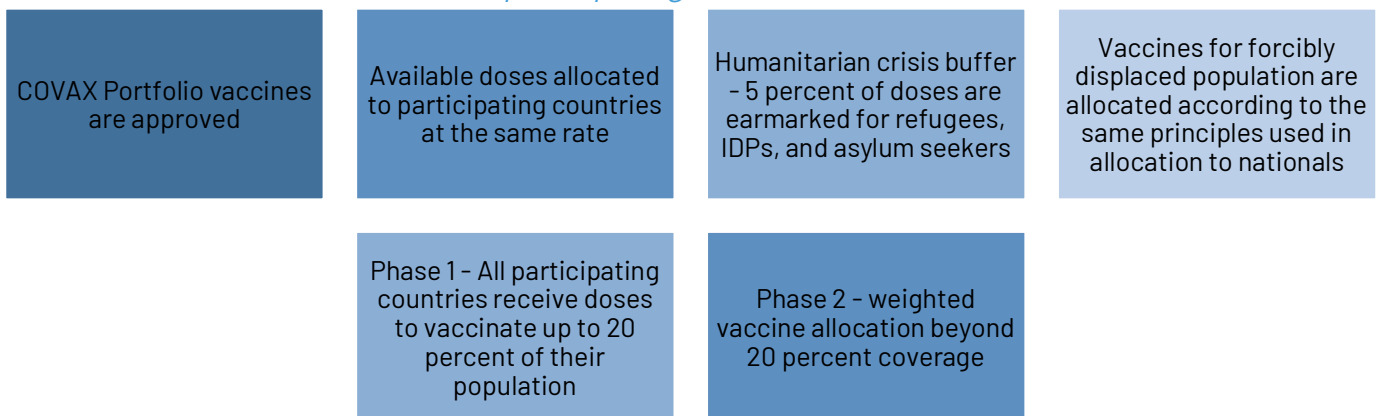 COVAX Portfolio vaccines
are approved
Available doses allocated
to participating countries
at the same rate
Humanitarian crisis buffer
- 5 percent of doses are
earmarked for refugees,
IDPs, and asylum seekers
Vaccines for forcibly
displaced population are
allocated according to the
same principles used in
allocation to nationals
Phase 1 - All participating
countries receive doses
to vaccinate up to 20
percent of their
population
Phase 2 - weighted
vaccine allocation beyond
20 percent coverage